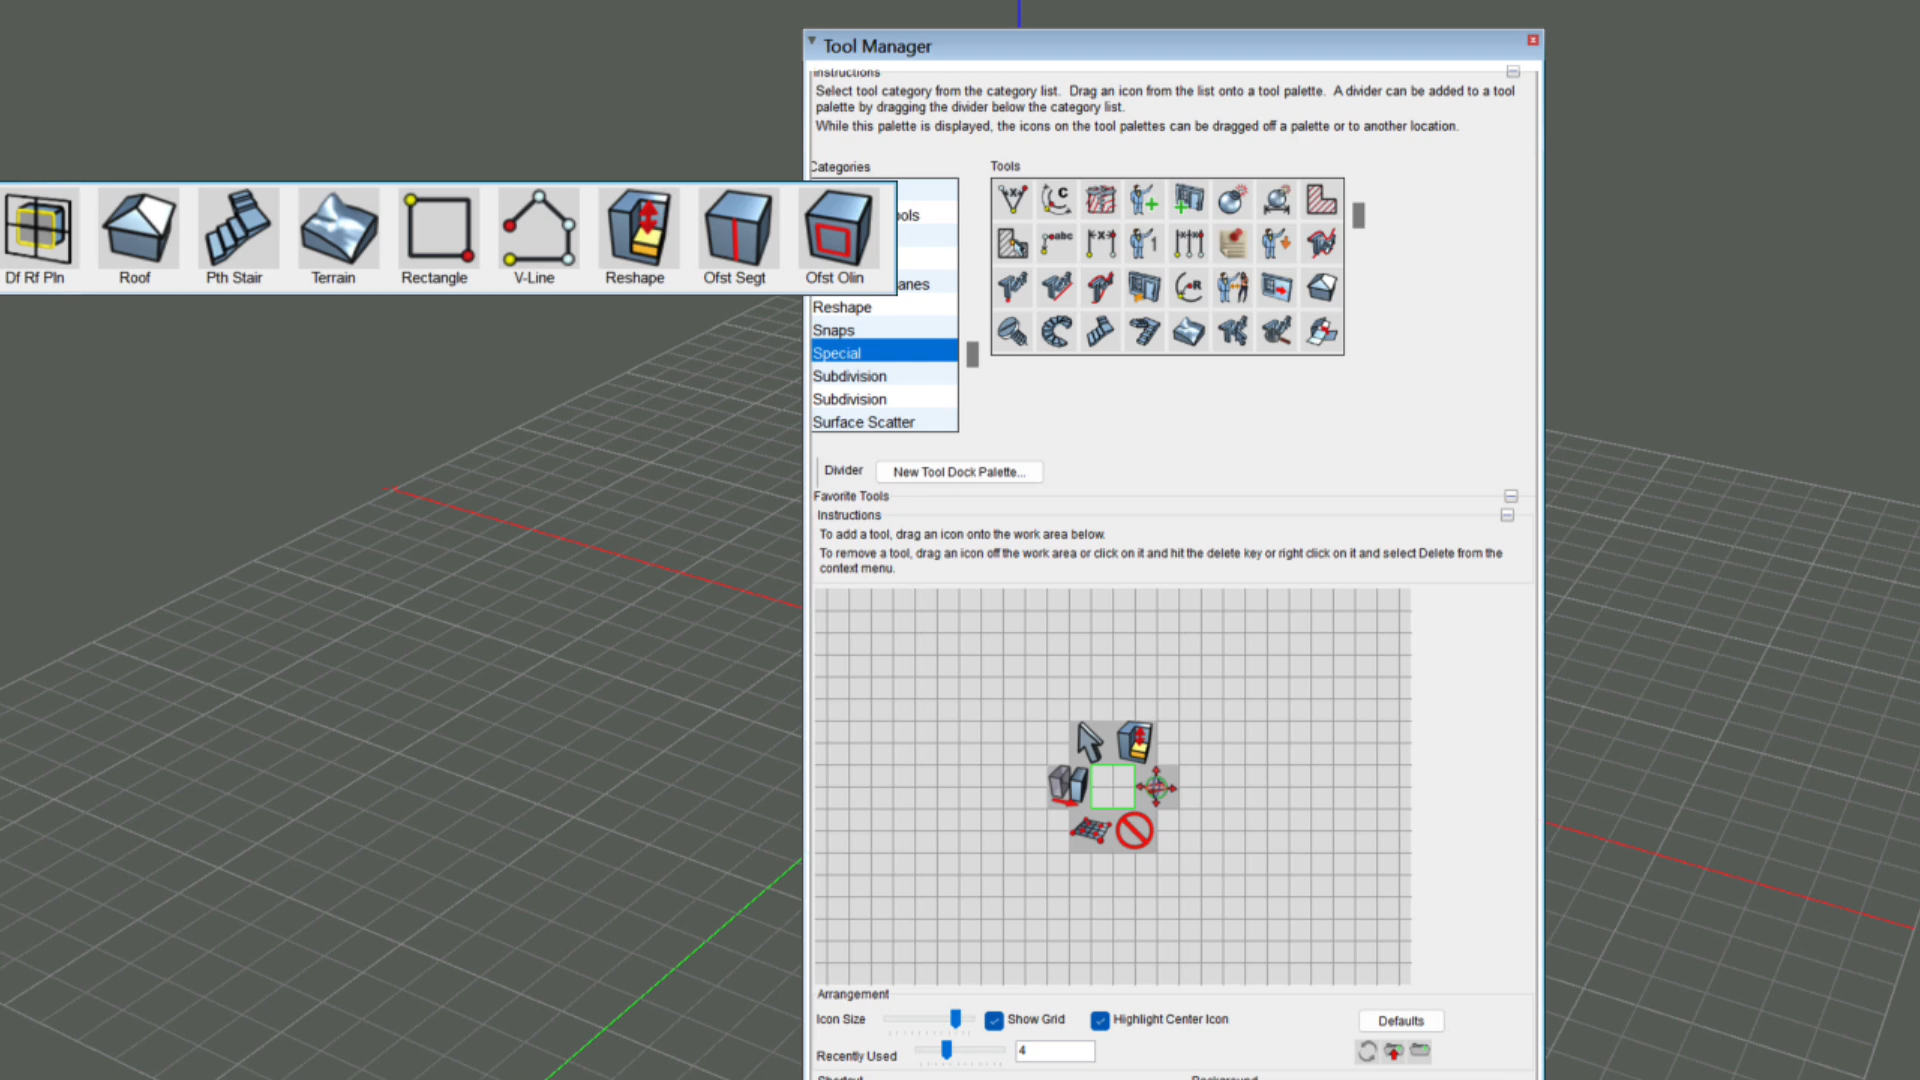 Tool Manager
Instructions
Select tool category from the category list. Drag an icon from the list onto a tool palette. A divider can be added to a tool
palette by dragging the divider below the category list.
While this palette is displayed, the icons on the tool palettes can be dragged off a palette or to another location.
Categories
Tools
ools
anes
Df Rf Pln
Roof
Pth Stair
Terrain
Rectangle
V-Line
Reshape
Ofst Segt
Ofst Olin
Reshape
Snaps
Special
Subdivision
Subdivision
Surface Scatter
Divider
New Tool Dock Palette...
Favorite Tools
Instructions
To add a tool, drag an icon onto the work area below.
To remove a tool, drag an icon off the work area or click on it and hit the delete key or right click on it and select Delete from the
context menu.
Arrangement
Icon Size
Show Grid
Highlight Center Icon
Defaults
Recently Used
4
Shortcut
Background